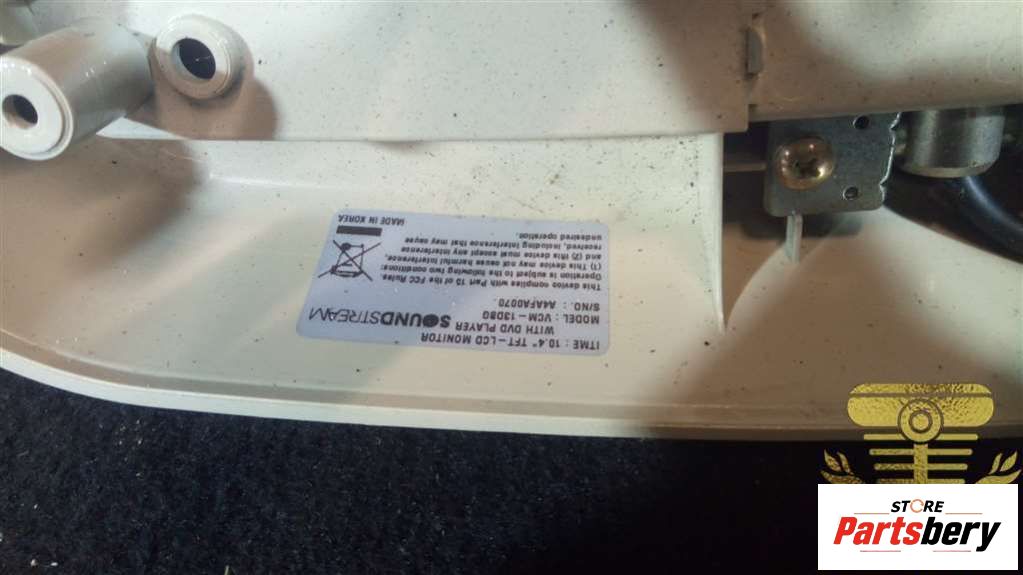 ITME : 10.4" TFT-LCD MONITOR
WITH DVD PLAYER
MODEL : VCM-13080
S/NO. : A4AFA0070
SOUNDSTREAM
This device complies with Part 15 of the FCC Rules.
Operation is subject to the following two conditions:
(1) This device may not cause harmful interference,
and (2) this device must accept any interference
received, including interference that may cause
undesired operation.
MADE IN KOREA
STORE
Partsbery